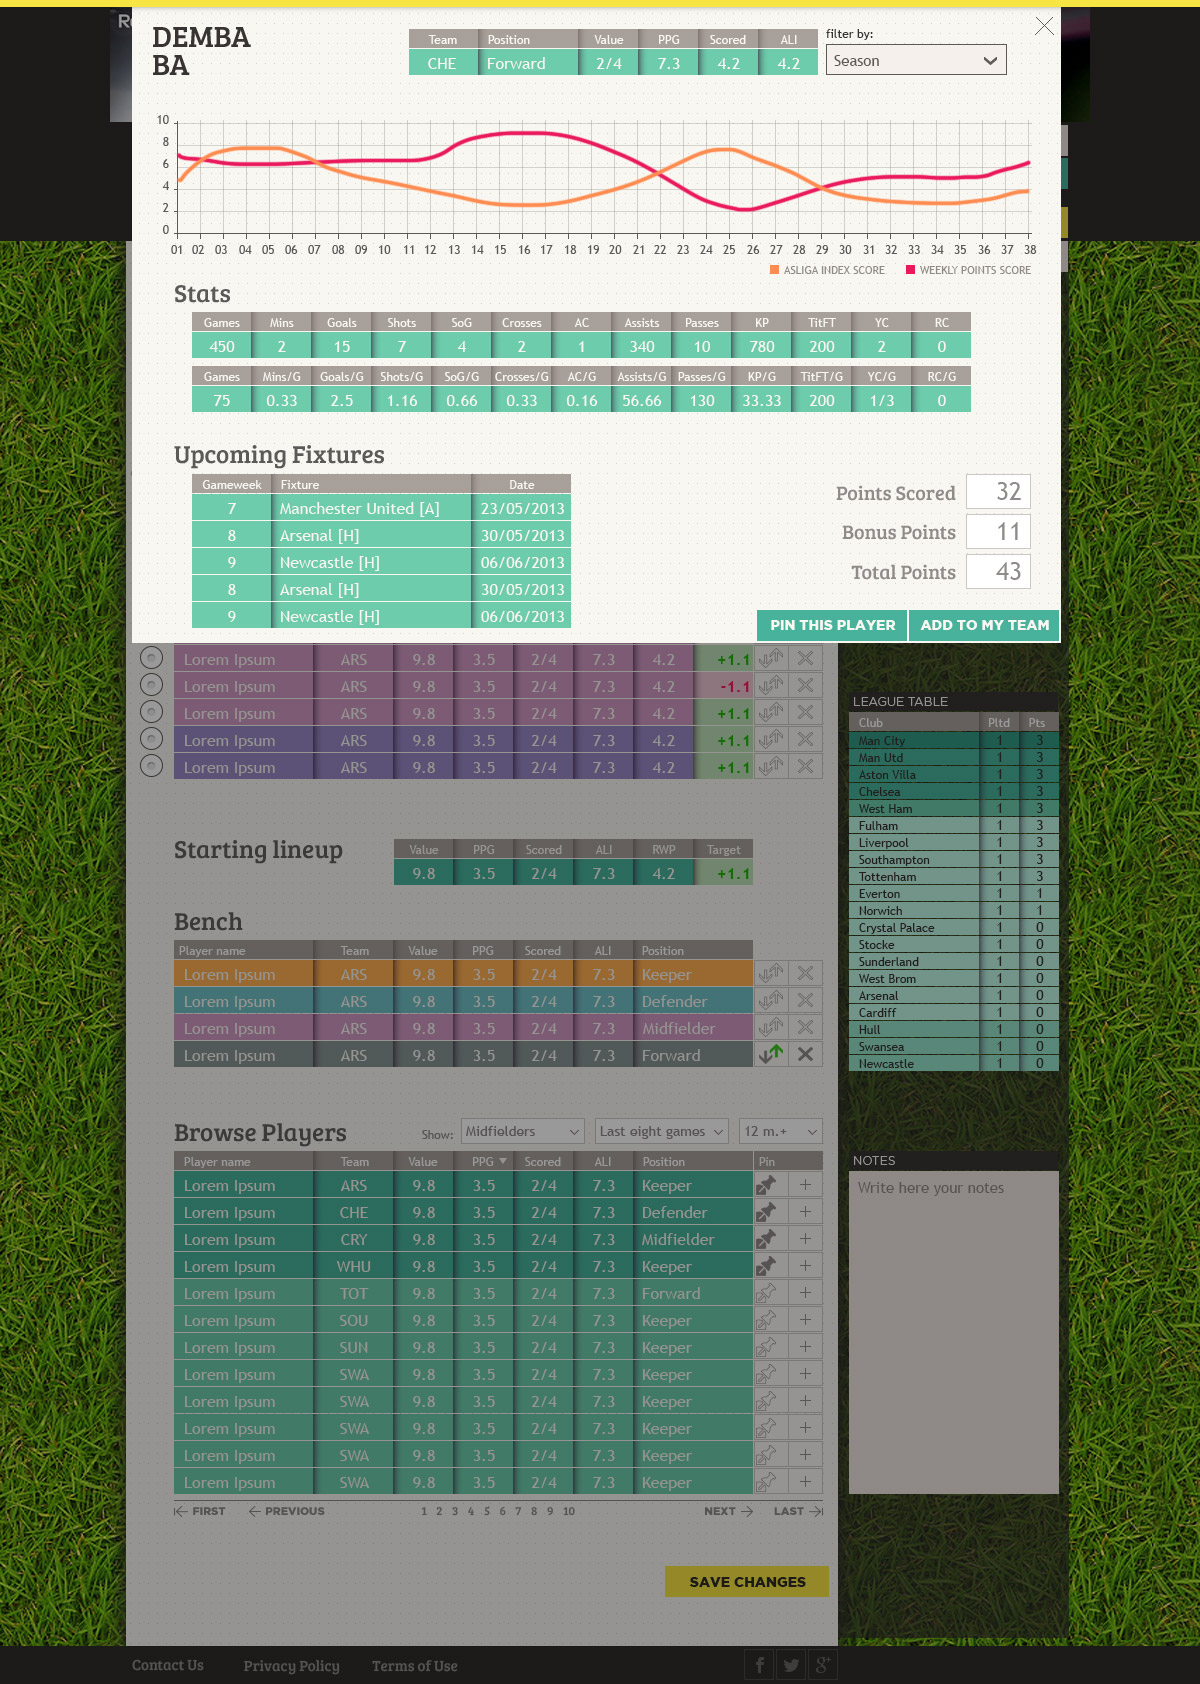 DEMBA
BA
Team Position Value PPG Scored ALI
CHE Forward 2/4 7.3 4.2 4.2
filter by:
Season
10
8
6
4
2
0
01 02 03 04 05 06 07 08 09 10 11 12 13 14 15 16 17 18 19 20 21 22 23 24 25 26 27 28 29 30 31 32 33 34 35 36 37 38
ASLIGA INDEX SCORE WEEKLY POINTS SCORE
Stats
Games Mins Goals Shots SoG Crosses AC Assists Passes KP TitFT YC RC
450 2 15 7 4 2 1 340 10 780 200 2 0
Games Mins/G Goals/G Shots/G SoG/G Crosses/G AC/G Assists/G Passes/G KP/G TitFT/G YC/G RC/G
75 0.33 2.5 1.16 0.66 0.33 0.16 56.66 130 33.33 200 1/3 0
Upcoming Fixtures
Gameweek Fixture Date
7 Manchester United [A] 23/05/2013
8 Arsenal [H] 30/05/2013
9 Newcastle [H] 06/06/2013
8 Arsenal [H] 30/05/2013
9 Newcastle [H] 06/06/2013
Points Scored 32
Bonus Points 11
Total Points 43
PIN THIS PLAYER ADD TO MY TEAM
Lorem Ipsum ARS 9.8 3.5 2/4 7.3 4.2 +1.1
Lorem Ipsum ARS 9.8 3.5 2/4 7.3 4.2 -1.1
Lorem Ipsum ARS 9.8 3.5 2/4 7.3 4.2 +1.1
Lorem Ipsum ARS 9.8 3.5 2/4 7.3 4.2 +1.1
Lorem Ipsum ARS 9.8 3.5 2/4 7.3 4.2 +1.1
Starting lineup
Value PPG Scored ALI RWP Target
9.8 3.5 2/4 7.3 4.2 +1.1
Bench
Player name Team Value PPG Scored ALI Position
Lorem Ipsum ARS 9.8 3.5 2/4 7.3 Keeper
Lorem Ipsum ARS 9.8 3.5 2/4 7.3 Defender
Lorem Ipsum ARS 9.8 3.5 2/4 7.3 Midfielder
Lorem Ipsum ARS 9.8 3.5 2/4 7.3 Forward
Browse Players
Show: Midfielders Last eight games 12 m.+
Player name Team Value PPG Scored ALI Position Pin
Lorem Ipsum ARS 9.8 3.5 2/4 7.3 Keeper +
Lorem Ipsum CHE 9.8 3.5 2/4 7.3 Defender +
Lorem Ipsum CRY 9.8 3.5 2/4 7.3 Midfielder +
Lorem Ipsum WHU 9.8 3.5 2/4 7.3 Keeper +
Lorem Ipsum TOT 9.8 3.5 2/4 7.3 Forward +
Lorem Ipsum SOU 9.8 3.5 2/4 7.3 Keeper +
Lorem Ipsum SUN 9.8 3.5 2/4 7.3 Keeper +
Lorem Ipsum SWA 9.8 3.5 2/4 7.3 Keeper +
Lorem Ipsum SWA 9.8 3.5 2/4 7.3 Keeper +
Lorem Ipsum SWA 9.8 3.5 2/4 7.3 Keeper +
Lorem Ipsum SWA 9.8 3.5 2/4 7.3 Keeper +
Lorem Ipsum SWA 9.8 3.5 2/4 7.3 Keeper +
FIRST PREVIOUS 1 2 3 4 5 6 7 8 9 10 NEXT LAST
SAVE CHANGES
LEAGUE TABLE
Club Pltd Pts
Man City 1 3
Man Utd 1 3
Aston Villa 1 3
Chelsea 1 3
West Ham 1 3
Fulham 1 3
Liverpool 1 3
Southampton 1 3
Tottenham 1 3
Everton 1 1
Norwich 1 1
Crystal Palace 1 0
Stocke 1 0
Sunderland 1 0
West Brom 1 0
Arsenal 1 0
Cardiff 1 0
Hull 1 0
Swansea 1 0
Newcastle 1 0
NOTES
Write here your notes
Contact Us Privacy Policy Terms of Use